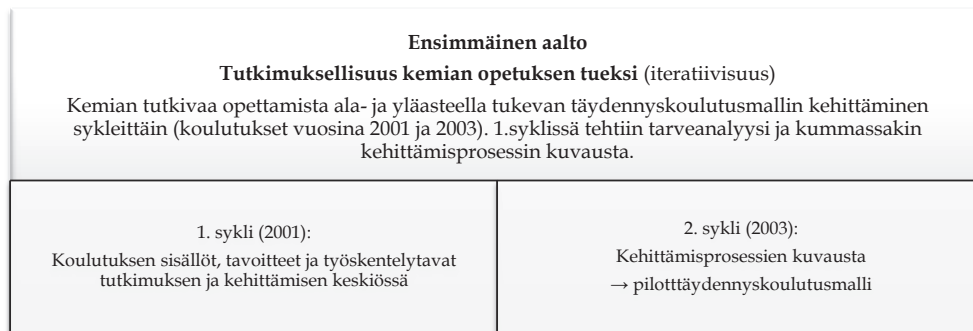 Ensimmäinen aalto
Tutkimuksellisuus kemian opetuksen tueksi (iteratiivisuus)
Kemian tutkivaa opettamista ala- ja yläasteella tukevan täydennyskoulutusmallin kehittäminen
sykleittäin (koulutukset vuosina 2001 ja 2003). 1.syklissä tehtiin tarveanalyysi ja kummassakin
kehittämisprosessin kuvausta.
1. sykli (2001):
Koulutuksen sisällöt, tavoitteet ja työskentelytavat
tutkimuksen ja kehittämisen keskiössä
2. sykli (2003):
Kehittämisprosessien kuvausta
→ pilotttäydennyskoulutusmalli